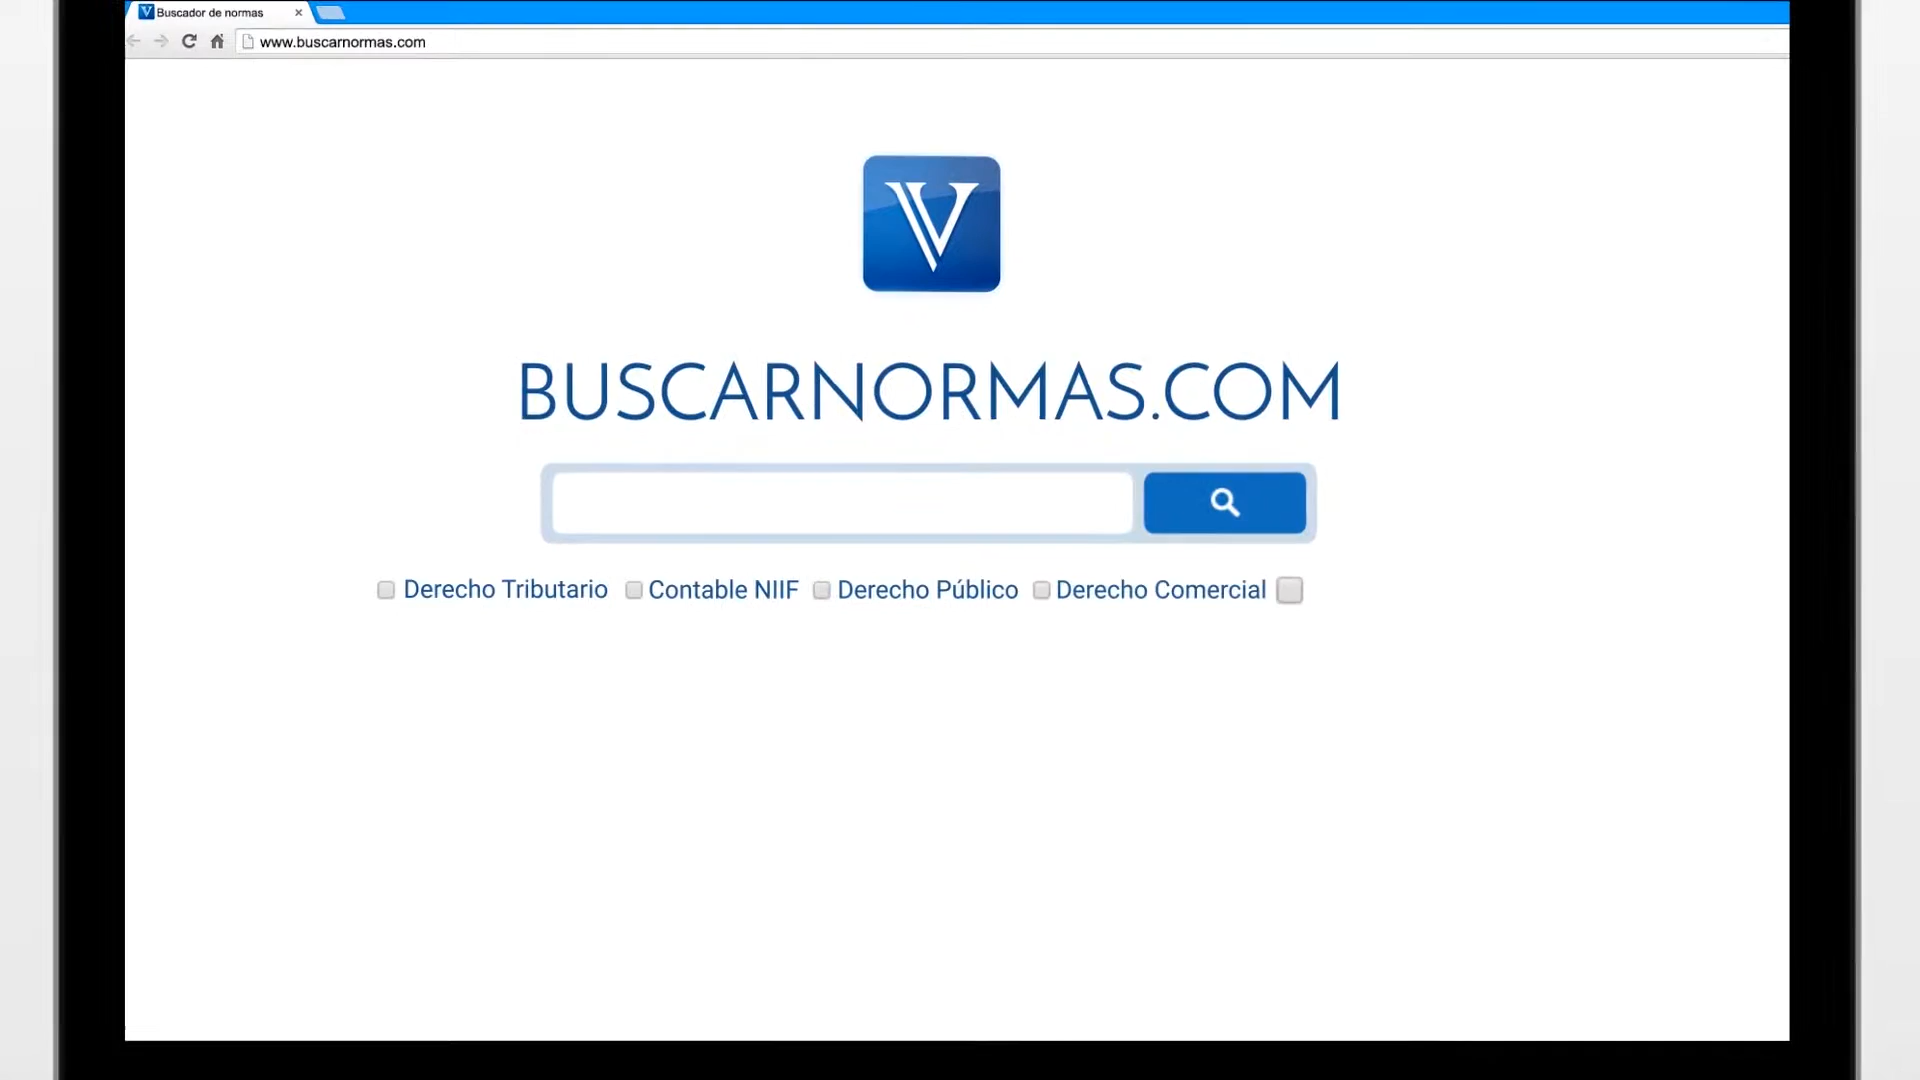 Buscador de normas
www.buscarnormas.com
V
BUSCARNORMAS.COM
Derecho Tributario Contable NIIF Derecho Público Derecho Comercial